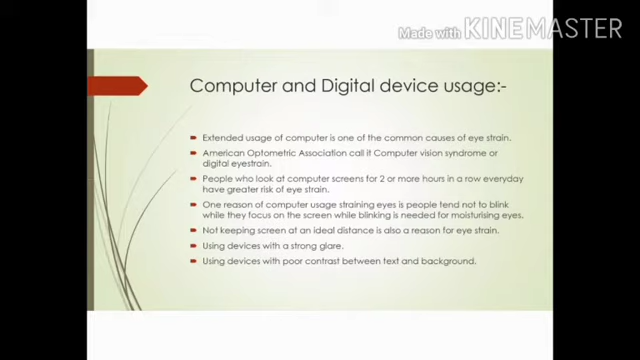 Made with KINEMASTER
Computer and Digital device usage:-
Extended usage of computer is one of the common causes of eye strain.
American Optometric Association call it Computer vision syndrome or
digital eyestrain.
People who look at computer screens for 2 or more hours in a row everyday
have greater risk of eye strain.
One reason of computer usage straining eyes is people tend not to blink
while they focus on the screen while blinking is needed for moisturising eyes.
Not keeping screen at an ideal distance is also a reason for eye strain.
Using devices with a strong glare.
Using devices with poor contrast between text and background.